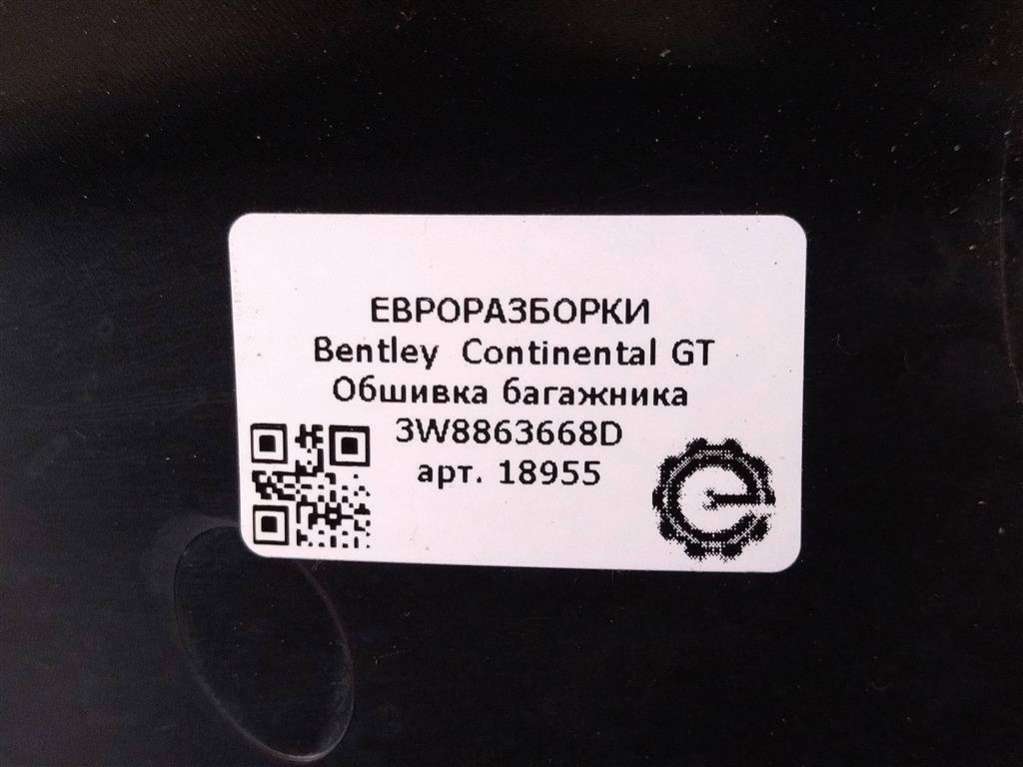 ЕВРОРАЗБОРКИ
Bentley Continental GT
Обшивка багажника
3W8863668D
арт. 18955